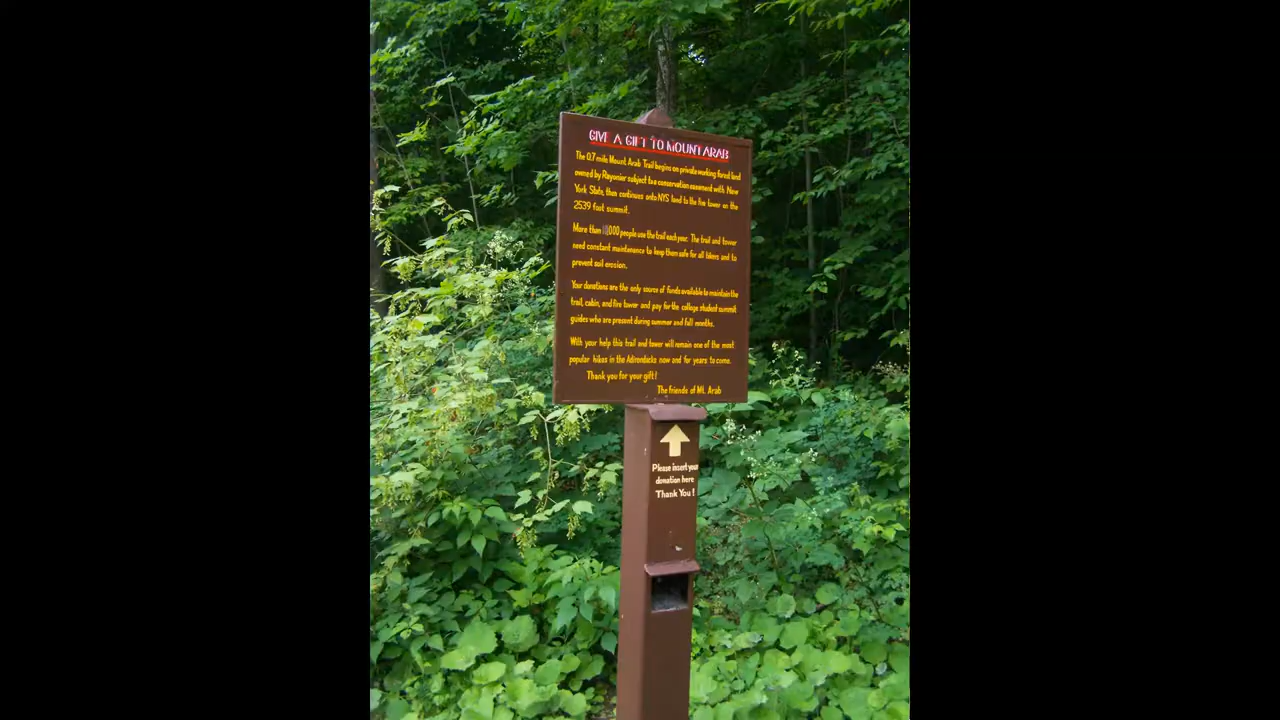 GIVE A GIFT TO MOUNT ARAB
The 0.7 mile Mount Arab Trail begins on private working forest land
owned by Rayonier subject to a conservation easement with New
York State, then continues onto NYS land to the fire tower on the
2539 foot summit.
More than 10,000 people use the trail each year. The trail and tower
need constant maintenance to keep them safe for all hikers and to
prevent soil erosion.
Your donations are the only source of funds available to maintain the
trail, cabin, and fire tower and pay for the college student summit
guides who are present during summer and fall months.
With your help this trail and tower will remain one of the most
popular hikes in the Adirondacks now and for years to come.
Thank you for your gift!
The friends of Mt. Arab
Please insert your
donation here
Thank You!